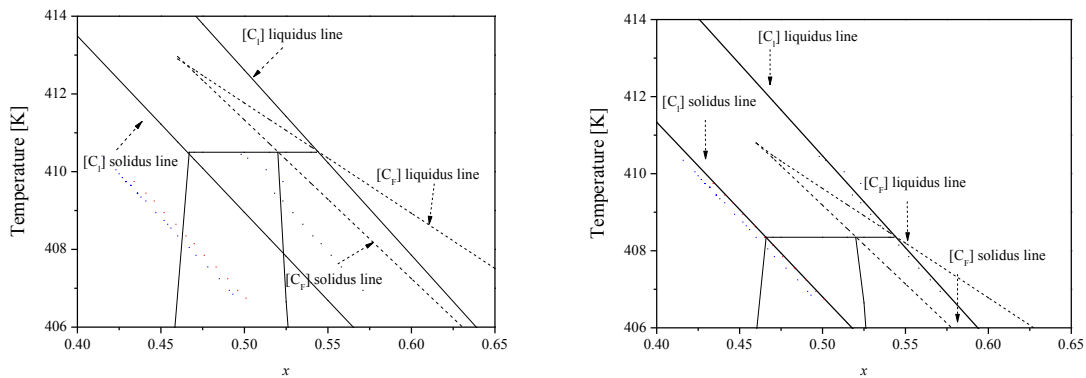 414
412
410
408
406
Temperature [K]
[C_I] liquidus line
[C_I] solidus line
[C_F] liquidus line
[C_F] solidus line
0.40 0.45 0.50 0.55 0.60 0.65
x
414
412
410
408
406
Temperature [K]
[C_I] liquidus line
[C_I] solidus line
[C_F] liquidus line
[C_F] solidus line
0.40 0.45 0.50 0.55 0.60 0.65
x